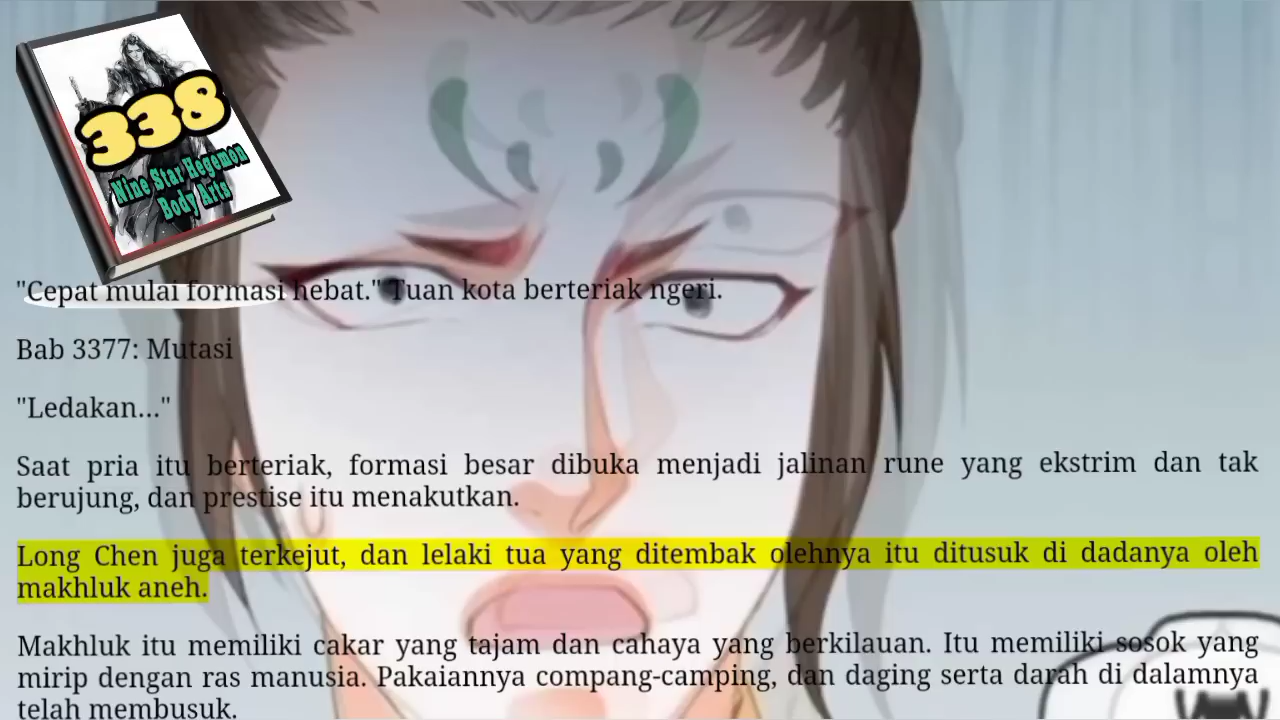 338
Nine Star Hegemon
Body Arts
"Cepat mulai formasi hebat." Tuan kota berteriak ngeri.
Bab 3377: Mutasi
"Ledakan..."
Saat pria itu berteriak, formasi besar dibuka menjadi jalinan rune yang ekstrim dan tak
berujung, dan prestise itu menakutkan.
Long Chen juga terkejut, dan lelaki tua yang ditembak olehnya itu ditusuk di dadanya oleh
makhluk aneh.
Makhluk itu memiliki cakar yang tajam dan cahaya yang berkilauan. Itu memiliki sosok yang
mirip dengan ras manusia. Pakaiannya compang-camping, dan daging serta darah di dalamnya
telah membusuk.